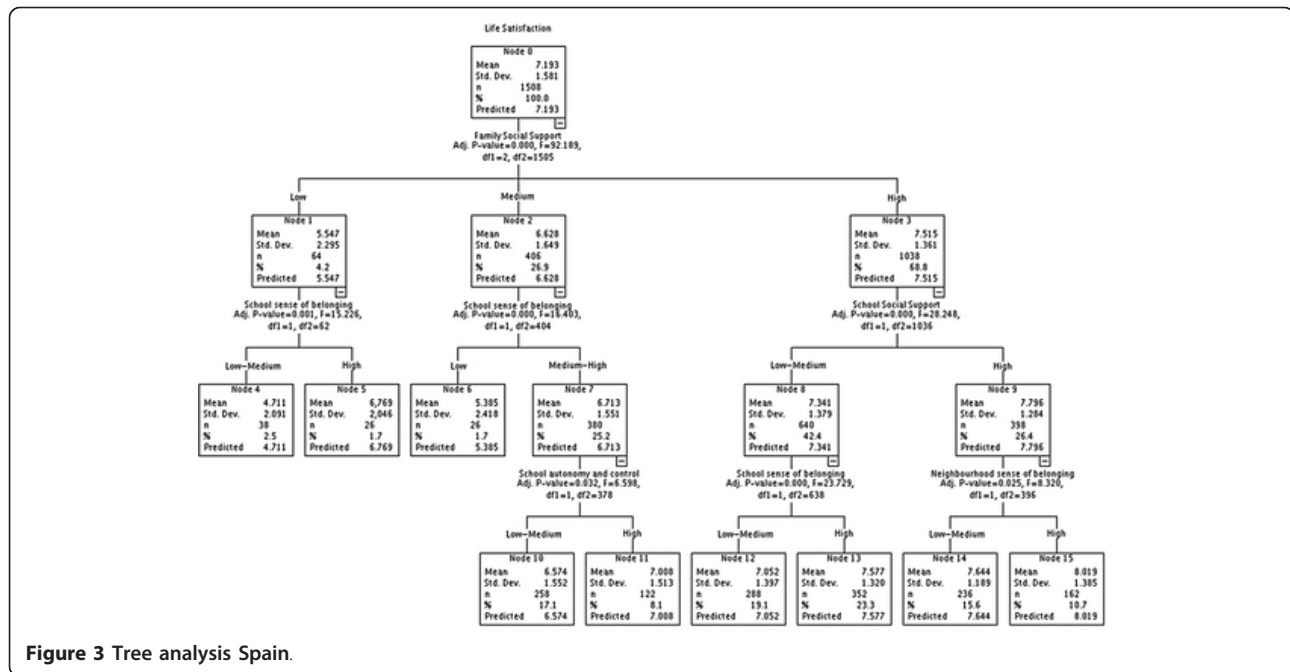 Life Satisfaction
Node 0
Mean 7.193
Std. Dev. 1.581
n 1508
% 100.0
Predicted 7.193
Family Social Support
Adj. P-value=0.000, F=92.189,
df1=2, df2=1505
Low
Medium
High
Node 1
Mean 5.547
Std. Dev. 2.295
n 64
% 4.2
Predicted 5.547
Node 2
Mean 6.628
Std. Dev. 1.649
n 406
% 26.9
Predicted 6.628
Node 3
Mean 7.515
Std. Dev. 1.361
n 1038
% 68.8
Predicted 7.515
School sense of belonging
Adj. P-value=0.001, F=15.226,
df1=1, df2=62
School sense of belonging
Adj. P-value=0.000, F=16.403,
df1=1, df2=404
School Social Support
Adj. P-value=0.000, F=28.248,
df1=1, df2=1036
Low-Medium
High
Low
Medium-High
Low-Medium
High
Node 4
Mean 4.711
Std. Dev. 2.091
n 38
% 2.5
Predicted 4.711
Node 5
Mean 6,769
Std. Dev. 2,046
n 26
% 1.7
Predicted 6.769
Node 6
Mean 5.385
Std. Dev. 2.418
n 26
% 1.7
Predicted 5.385
Node 7
Mean 6.713
Std. Dev. 1.551
n 380
% 25.2
Predicted 6.713
Node 8
Mean 7.341
Std. Dev. 1.379
n 640
% 42.4
Predicted 7.341
Node 9
Mean 7.796
Std. Dev. 1.284
n 398
% 26.4
Predicted 7.796
School autonomy and control
Adj. P-value=0.032, F=6.598,
df1=1, df2=378
School sense of belonging
Adj. P-value=0.000, F=23.729,
df1=1, df2=638
Neighbourhood sense of belonging
Adj. P-value=0.025, F=8.320,
df1=1, df2=396
Low-Medium
High
Low-Medium
High
Low-Medium
High
Node 10
Mean 6.574
Std. Dev. 1.552
n 258
% 17.1
Predicted 6.574
Node 11
Mean 7.008
Std. Dev. 1.513
n 122
% 8.1
Predicted 7.008
Node 12
Mean 7.052
Std. Dev. 1.397
n 288
% 19.1
Predicted 7.052
Node 13
Mean 7.577
Std. Dev. 1.320
n 352
% 23.3
Predicted 7.577
Node 14
Mean 7.644
Std. Dev. 1.189
n 236
% 15.6
Predicted 7.644
Node 15
Mean 8.019
Std. Dev. 1.385
n 162
% 10.7
Predicted 8.019
Figure 3 Tree analysis Spain.